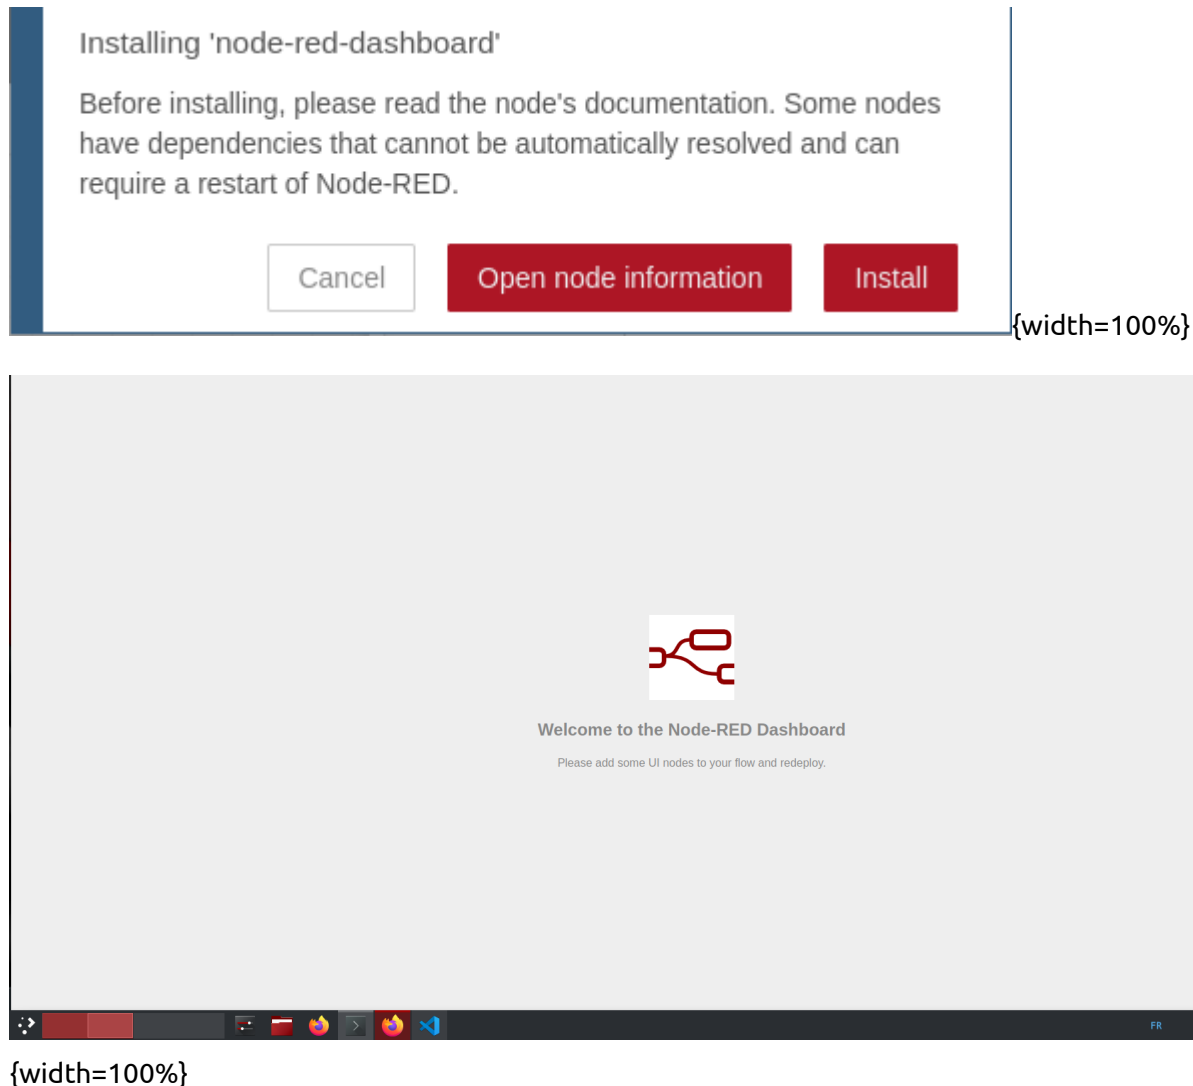 Installing 'node-red-dashboard'
Before installing, please read the node's documentation. Some nodes
have dependencies that cannot be automatically resolved and can
require a restart of Node-RED.
Cancel
Open node information
Install
{width=100%}
Welcome to the Node-RED Dashboard
Please add some UI nodes to your flow and redeploy.
FR
{width=100%}